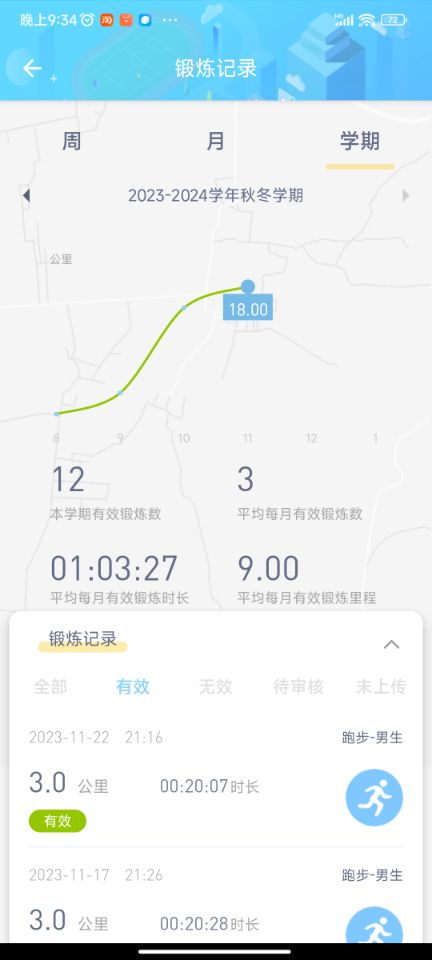 晚上9:34
72
锻炼记录
周 月 学期
2023-2024学年秋冬学期
公里
18.00
8 9 10 11 12 1
12 3
本学期有效锻炼数 平均每月有效锻炼数
01:03:27 9.00
平均每月有效锻炼时长 平均每月有效锻炼里程
锻炼记录
全部 有效 无效 待审核 未上传
2023-11-22 21:16 跑步-男生
3.0 公里 00:20:07时长
有效
2023-11-17 21:26 跑步-男生
3.0 公里 00:20:28时长